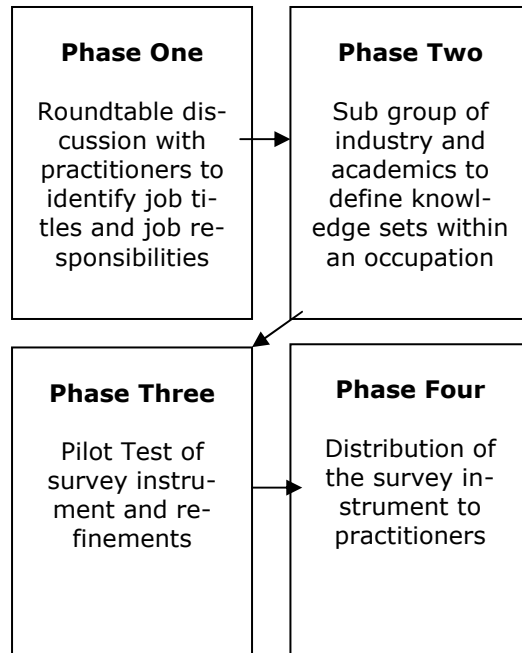 Phase One
Roundtable dis-
cussion with
practitioners to
identify job ti-
tles and job re-
sponsibilities
Phase Two
Sub group of
industry and
academics to
define knowl-
edge sets within
an occupation
Phase Three
Pilot Test of
survey instru-
ment and re-
finements
Phase Four
Distribution of
the survey in-
strument to
practitioners